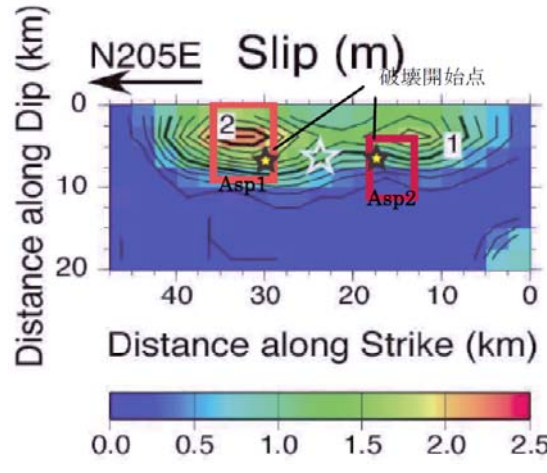 N205E
Slip (m)
破壊開始点
Distance along Dip (km)
0
10
20
2
1
Asp1
Asp2
40 30 20 10 0
Distance along Strike (km)
0.0 0.5 1.0 1.5 2.0 2.5